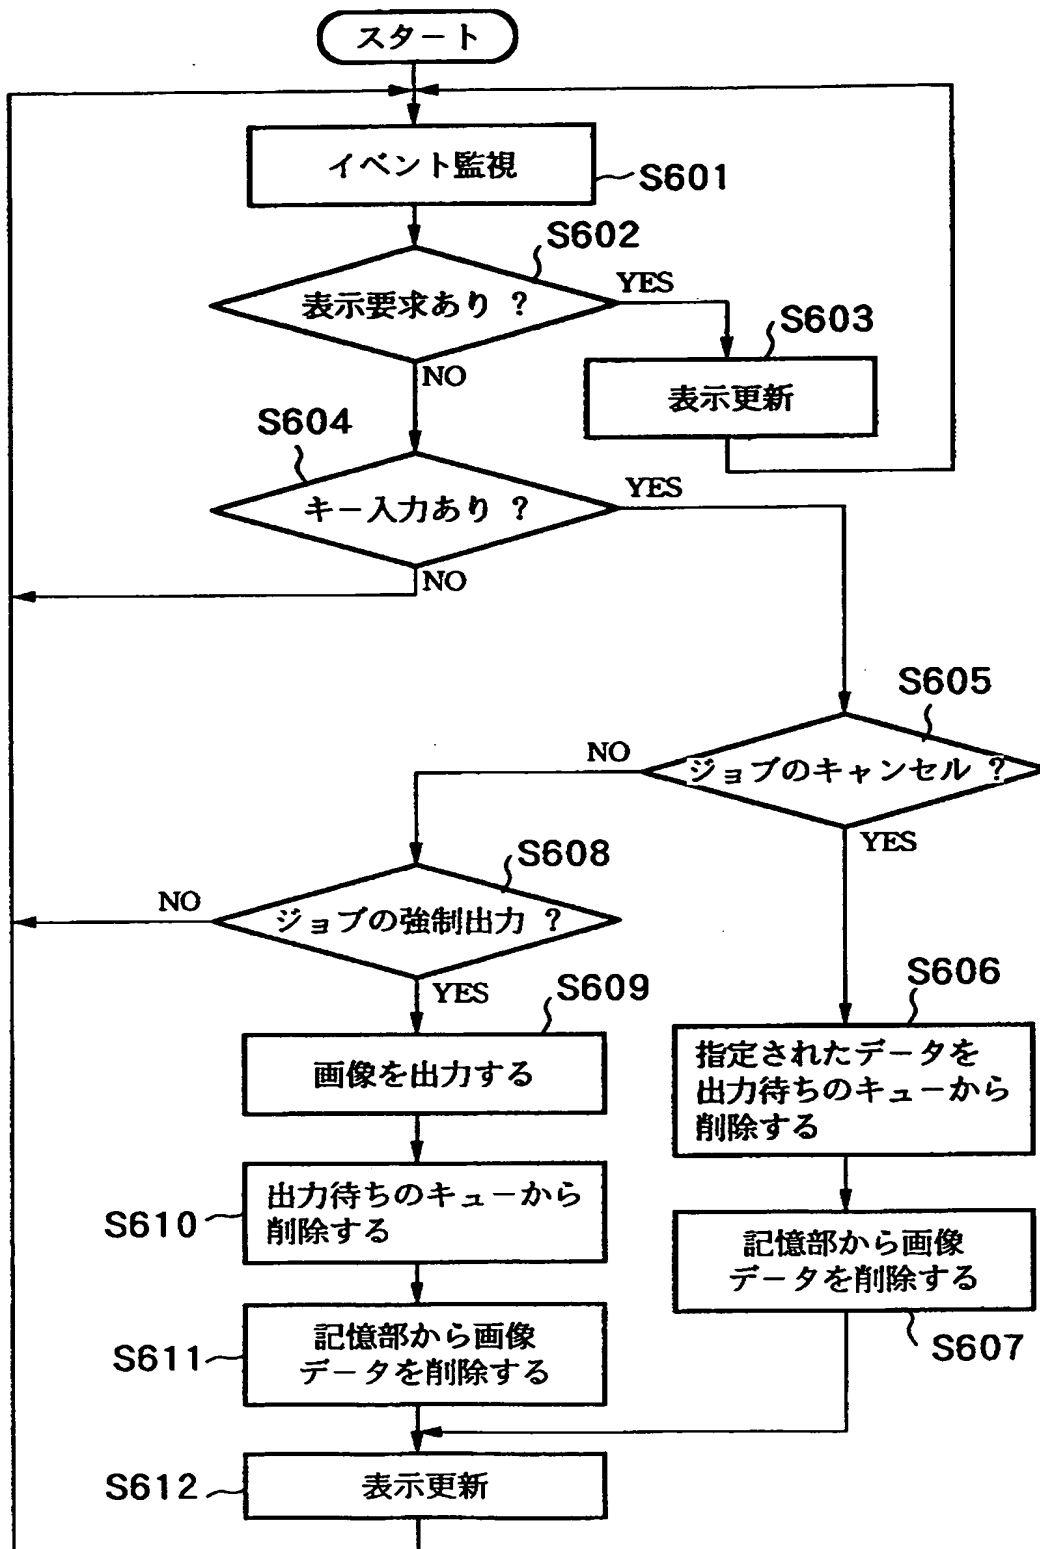 スタート
イベント監視
S601
S602
表示要求あり ?
YES
NO
S603
表示更新
S604
キー入力あり ?
YES
NO
S605
ジョブのキャンセル ?
NO
YES
S608
ジョブの強制出力 ?
NO
YES
S609
画像を出力する
S606
指定されたデータを
出力待ちのキューから
削除する
S610
出力待ちのキューから
削除する
記憶部から画像
データを削除する
S607
S611
記憶部から画像
データを削除する
S612
表示更新